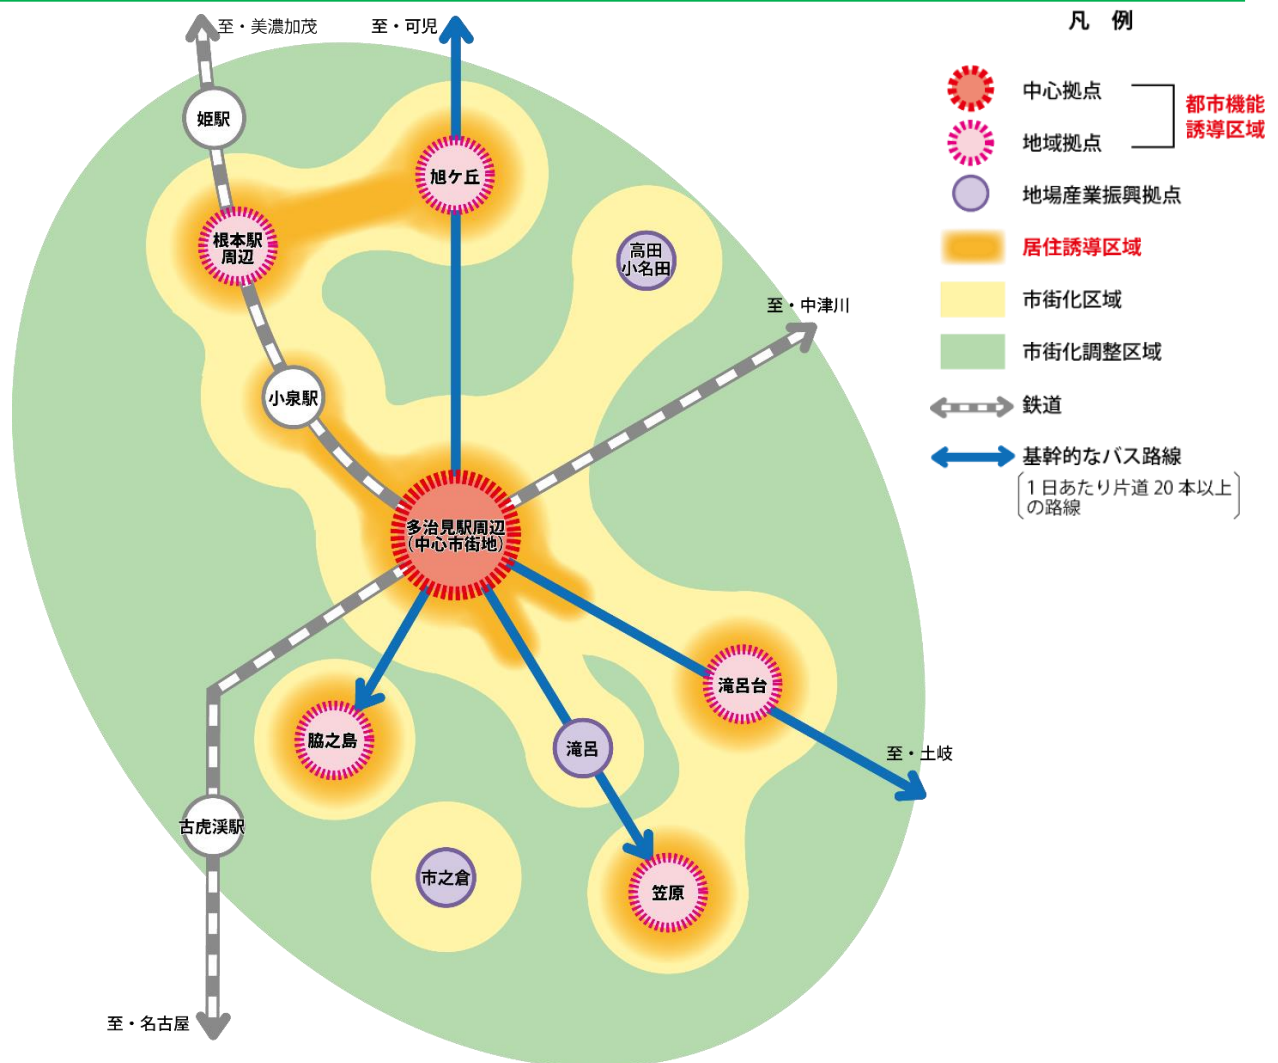 至・美濃加茂
至・可児
姫駅
旭ケ丘
根本駅
周辺
高田
小名田
至・中津川
小泉駅
多治見駅周辺
(中心市街地)
滝呂台
脇之島
滝呂
至・土岐
古虎渓駅
市之倉
笠原
至・名古屋
凡 例
中心拠点
地域拠点
都市機能
誘導区域
地場産業振興拠点
居住誘導区域
市街化区域
市街化調整区域
鉄道
基幹的なバス路線
1日あたり片道20本以上
の路線